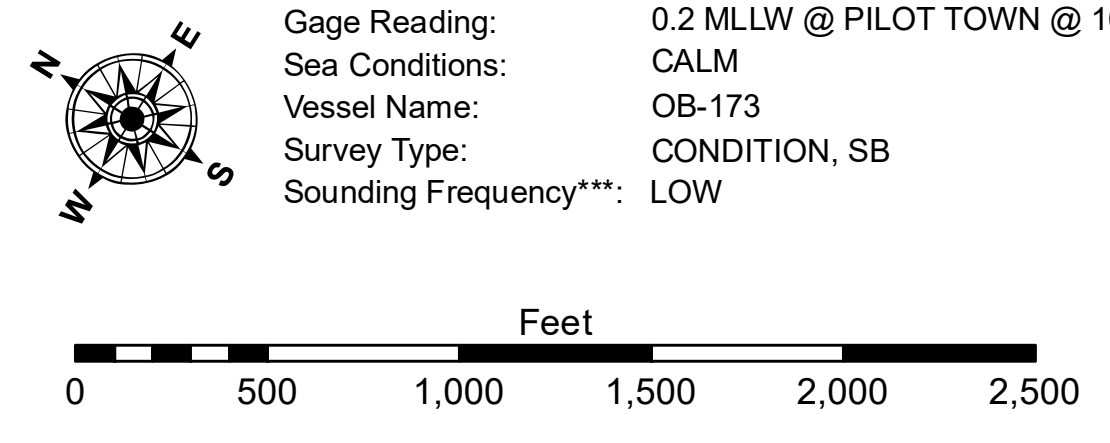 N
E
S
W
Gage Reading: 0.2 MLLW @ PILOT TOWN @
Sea Conditions: CALM
Vessel Name: OB-173
Survey Type: CONDITION, SB
Sounding Frequency***: LOW
Feet
0 500 1,000 1,500 2,000 2,500